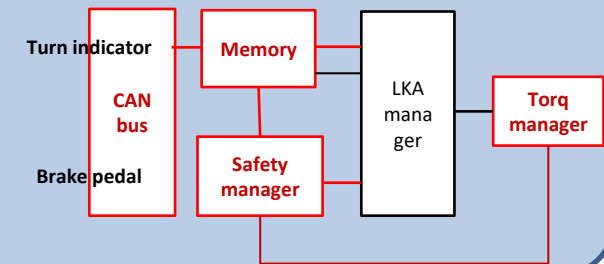 Turn indicator
Memory
CAN
bus
LKA
mana
ger
Torq
manager
Brake pedal
Safety
manager